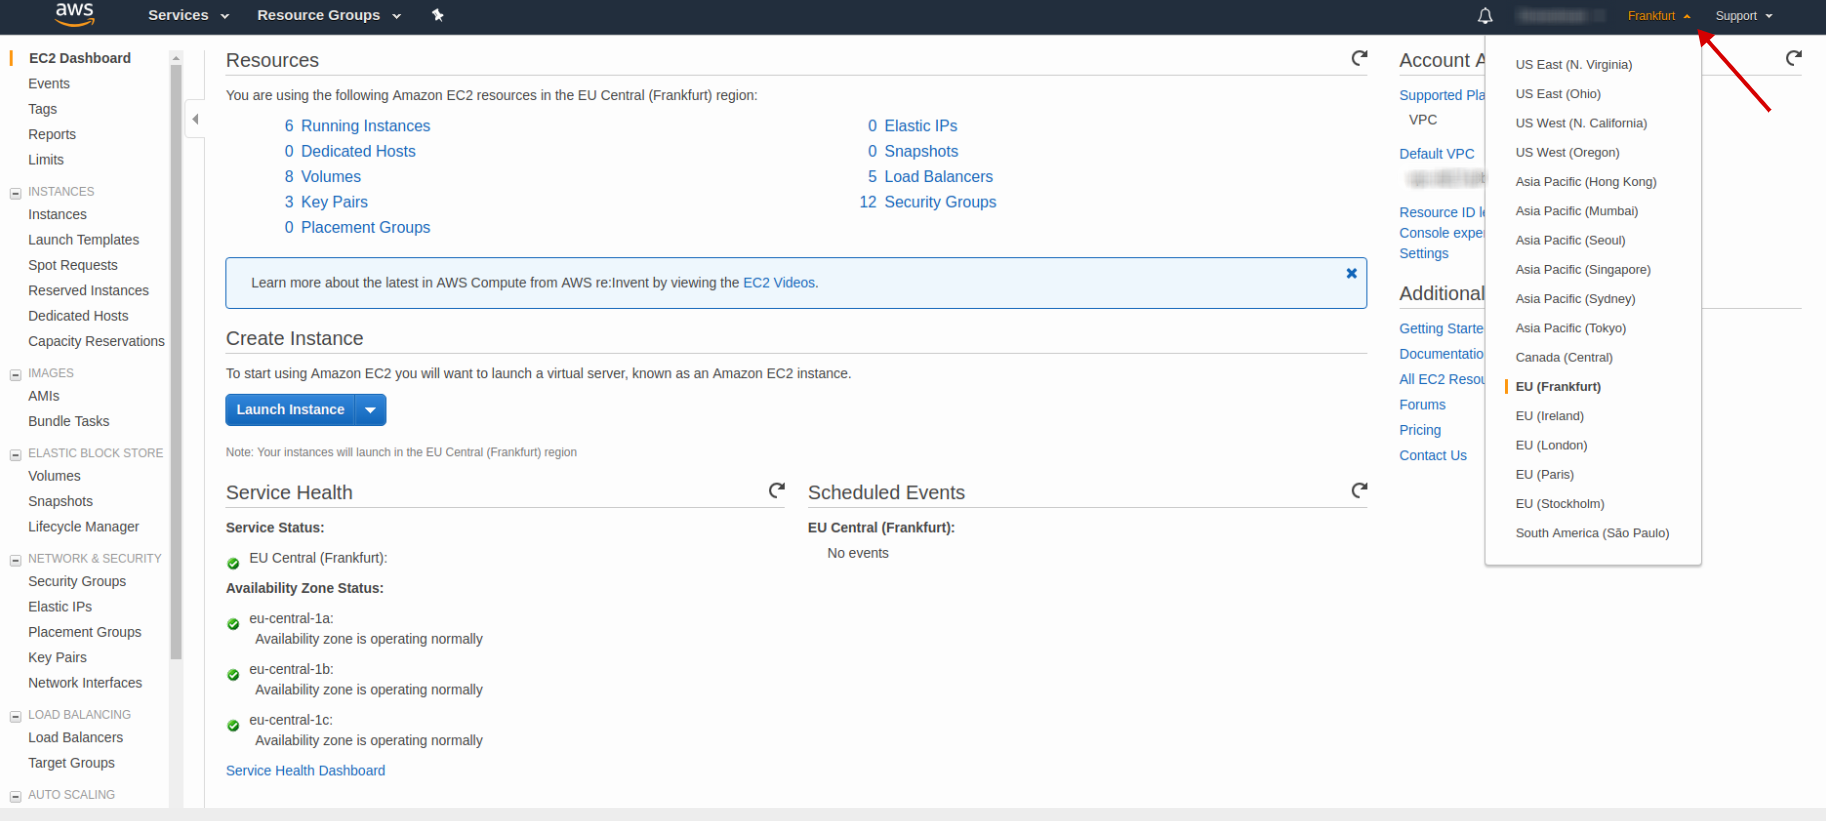 aws
Services
Resource Groups
Frankfurt
Support
EC2 Dashboard
Events
Tags
Reports
Limits
INSTANCES
Instances
Launch Templates
Spot Requests
Reserved Instances
Dedicated Hosts
Capacity Reservations
IMAGES
AMIs
Bundle Tasks
ELASTIC BLOCK STORE
Volumes
Snapshots
Lifecycle Manager
NETWORK & SECURITY
Security Groups
Elastic IPs
Placement Groups
Key Pairs
Network Interfaces
LOAD BALANCING
Load Balancers
Target Groups
AUTO SCALING
Resources
You are using the following Amazon EC2 resources in the EU Central (Frankfurt) region:
6 Running Instances
0 Dedicated Hosts
8 Volumes
3 Key Pairs
0 Placement Groups
0 Elastic IPs
0 Snapshots
5 Load Balancers
12 Security Groups
Learn more about the latest in AWS Compute from AWS re:Invent by viewing the EC2 Videos.
Create Instance
To start using Amazon EC2 you will want to launch a virtual server, known as an Amazon EC2 instance.
Launch Instance
Note: Your instances will launch in the EU Central (Frankfurt) region
Service Health
Service Status:
EU Central (Frankfurt):
Availability Zone Status:
eu-central-1a:
Availability zone is operating normally
eu-central-1b:
Availability zone is operating normally
eu-central-1c:
Availability zone is operating normally
Service Health Dashboard
Scheduled Events
EU Central (Frankfurt):
No events
Account A
Supported Pla
VPC
Default VPC
Resource ID le
Console exper
Settings
Additional
Getting Starte
Documentatio
All EC2 Resou
Forums
Pricing
Contact Us
US East (N. Virginia)
US East (Ohio)
US West (N. California)
US West (Oregon)
Asia Pacific (Hong Kong)
Asia Pacific (Mumbai)
Asia Pacific (Seoul)
Asia Pacific (Singapore)
Asia Pacific (Sydney)
Asia Pacific (Tokyo)
Canada (Central)
EU (Frankfurt)
EU (Ireland)
EU (London)
EU (Paris)
EU (Stockholm)
South America (São Paulo)